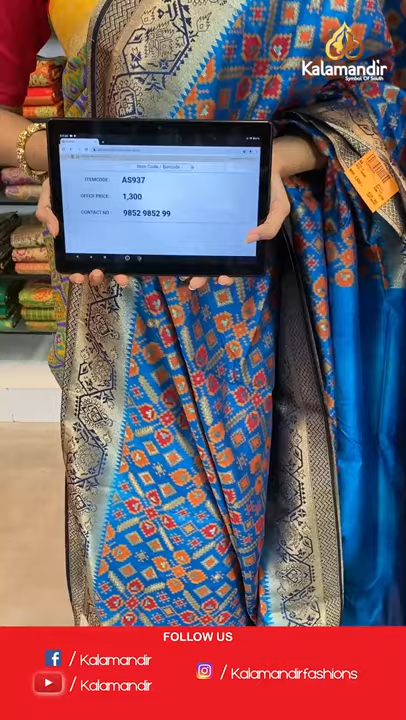 Kalamandir
Symbol Of South
Item Code / Barcode
ITEMCODE : AS937
OFFER PRICE : 1,300
CONTACT NO : 9852 9852 99
FOLLOW US
f / Kalamandir
/ Kalamandirfashions
/ Kalamandir